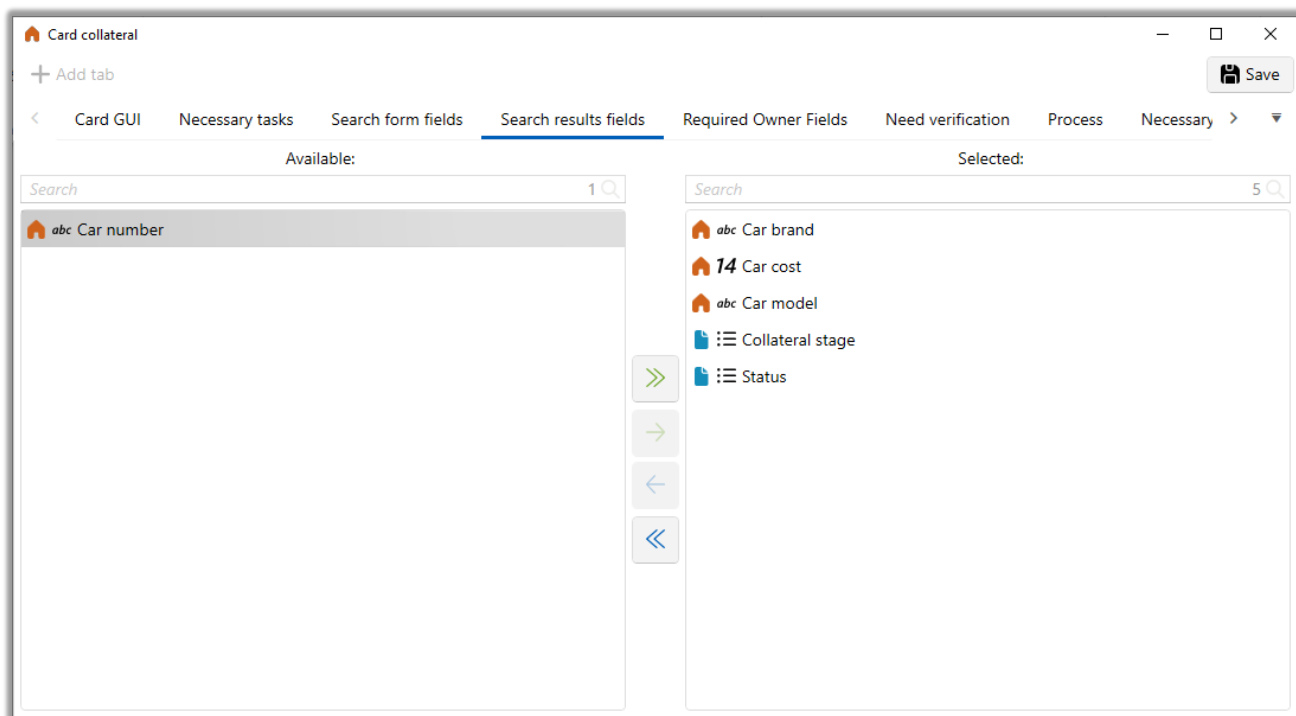 Card collateral
Add tab
Save
Card GUI Necessary tasks Search form fields Search results fields Required Owner Fields Need verification Process Necessary
Available: Selected:
Search 1 Search 5
abc Car number
abc Car brand
14 Car cost
abc Car model
Collateral stage
Status